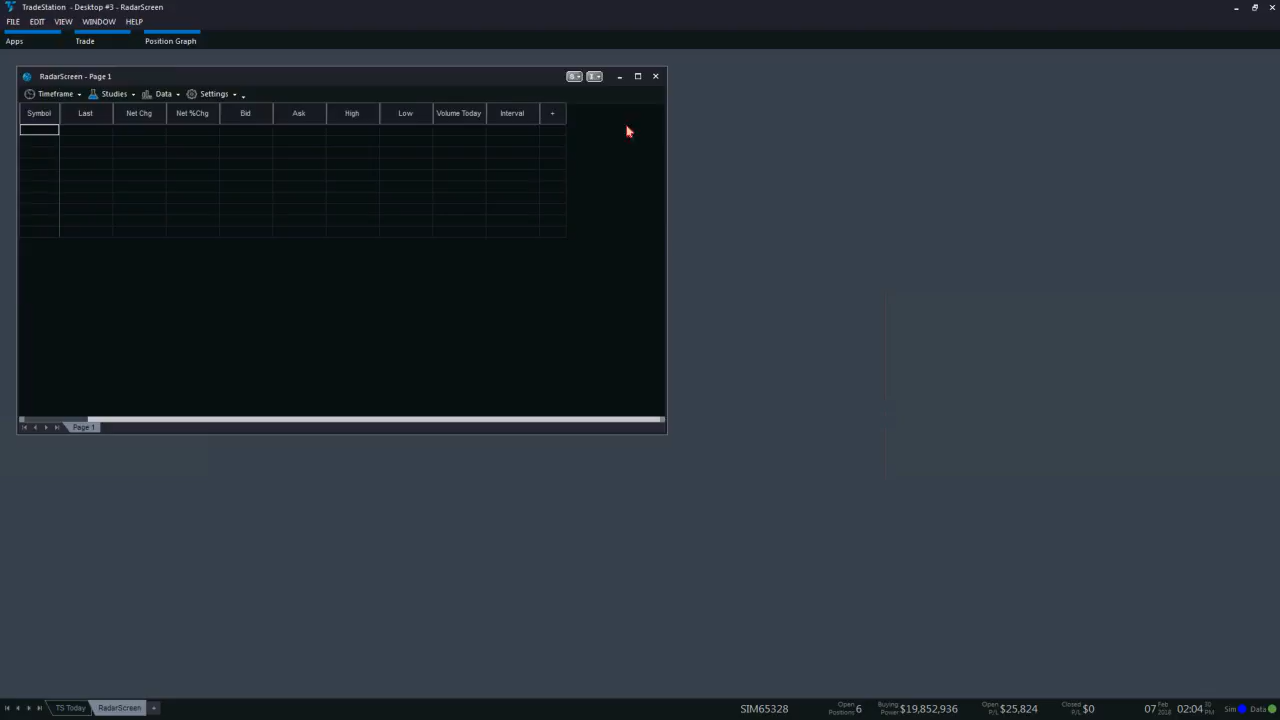 TradeStation - Desktop #3 - RadarScreen
FILE EDIT VIEW WINDOW HELP
Apps Trade Position Graph
RadarScreen - Page 1
Timeframe Studies Data Settings
Symbol Last Net Chg Net %Chg Bid Ask High Low Volume Today Interval +
Page 1
TS Today RadarScreen +
SIM65328
Open Positions 6
Buying Power $19,852,936
Open P/L $25,824
Closed P/L $0
07 Feb 2018
02:04 30 PM
Sim Data